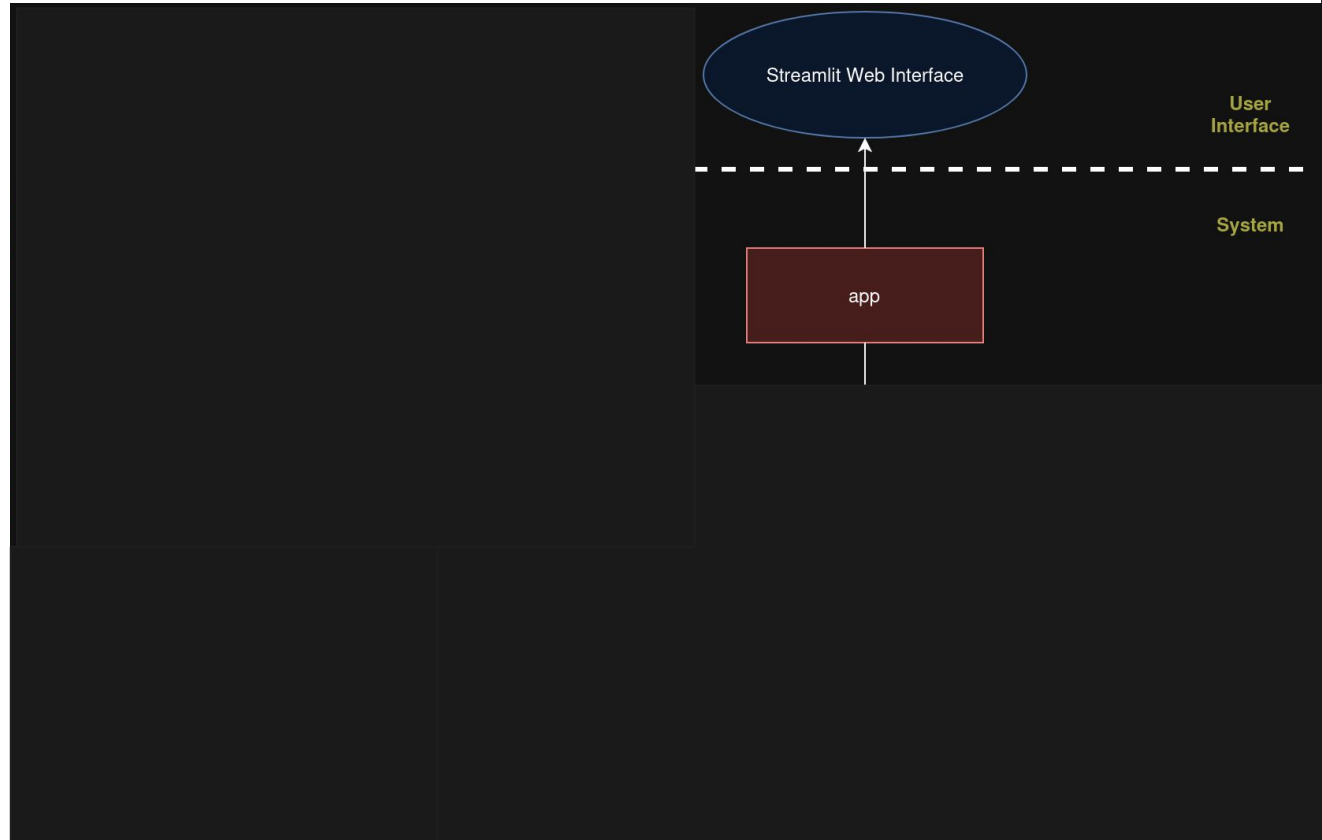 Streamlit Web Interface
User
Interface
System
app